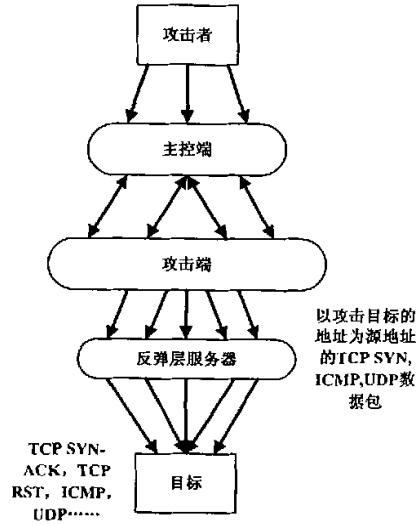 攻击者
主控端
攻击端
以攻击目标的
地址为源地址
的TCP SYN,
ICMP,UDP数
据包
反弹层服务器
TCP SYN-
ACK，TCP
RST，ICMP，
UDP……
目标